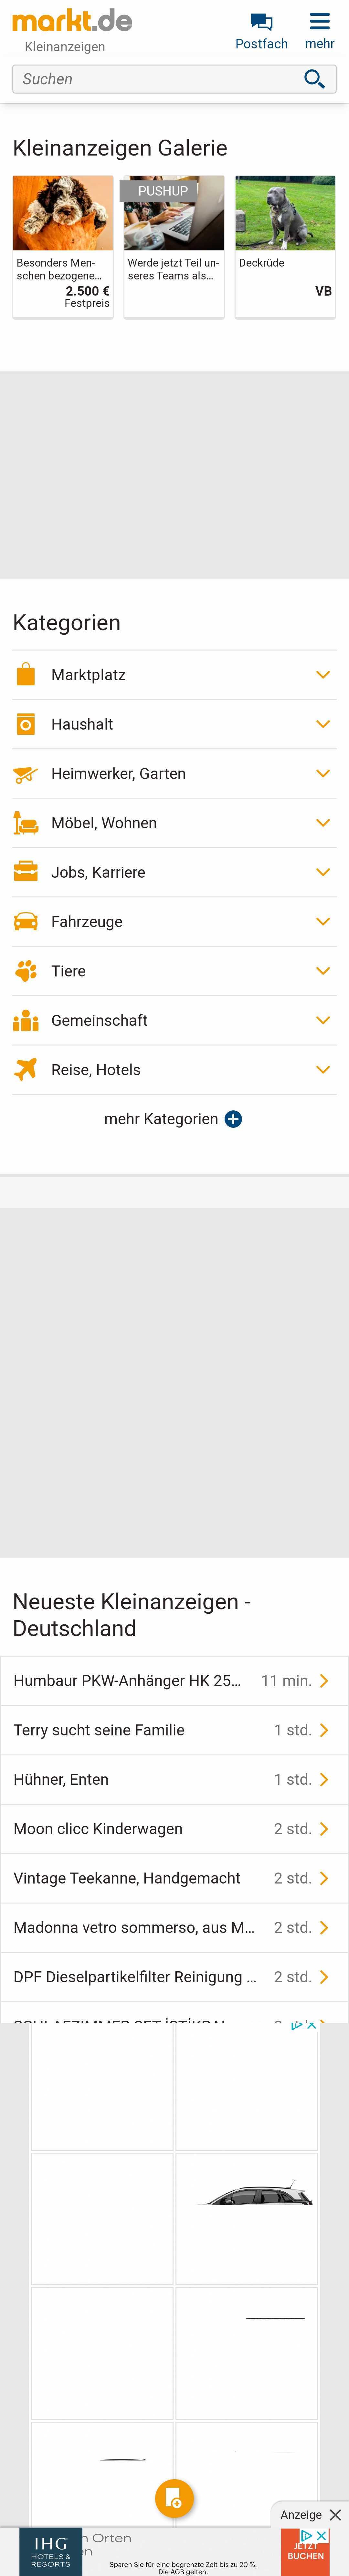 markt.de
Kleinanzeigen
Postfach
mehr
Suchen
Kleinanzeigen Galerie
PUSHUP
Besonders Men-
schen bezogene...
2.500 €
Festpreis
Werde jetzt Teil un-
seres Teams als...
Deckrüde
VB
Kategorien
Marktplatz
Haushalt
Heimwerker, Garten
Möbel, Wohnen
Jobs, Karriere
Fahrzeuge
Tiere
Gemeinschaft
Reise, Hotels
mehr Kategorien
Neueste Kleinanzeigen -
Deutschland
Humbaur PKW-Anhänger HK 25... 11 min.
Terry sucht seine Familie 1 std.
Hühner, Enten 1 std.
Moon clicc Kinderwagen 2 std.
Vintage Teekanne, Handgemacht 2 std.
Madonna vetro sommerso, aus M... 2 std.
DPF Dieselpartikelfilter Reinigung ... 2 std.
Anzeige
Orten
IHG
HOTELS &
RESORTS
Sparen Sie für eine begrenzte Zeit bis zu 20 %.
Die AGB gelten.
JETZT
BUCHEN